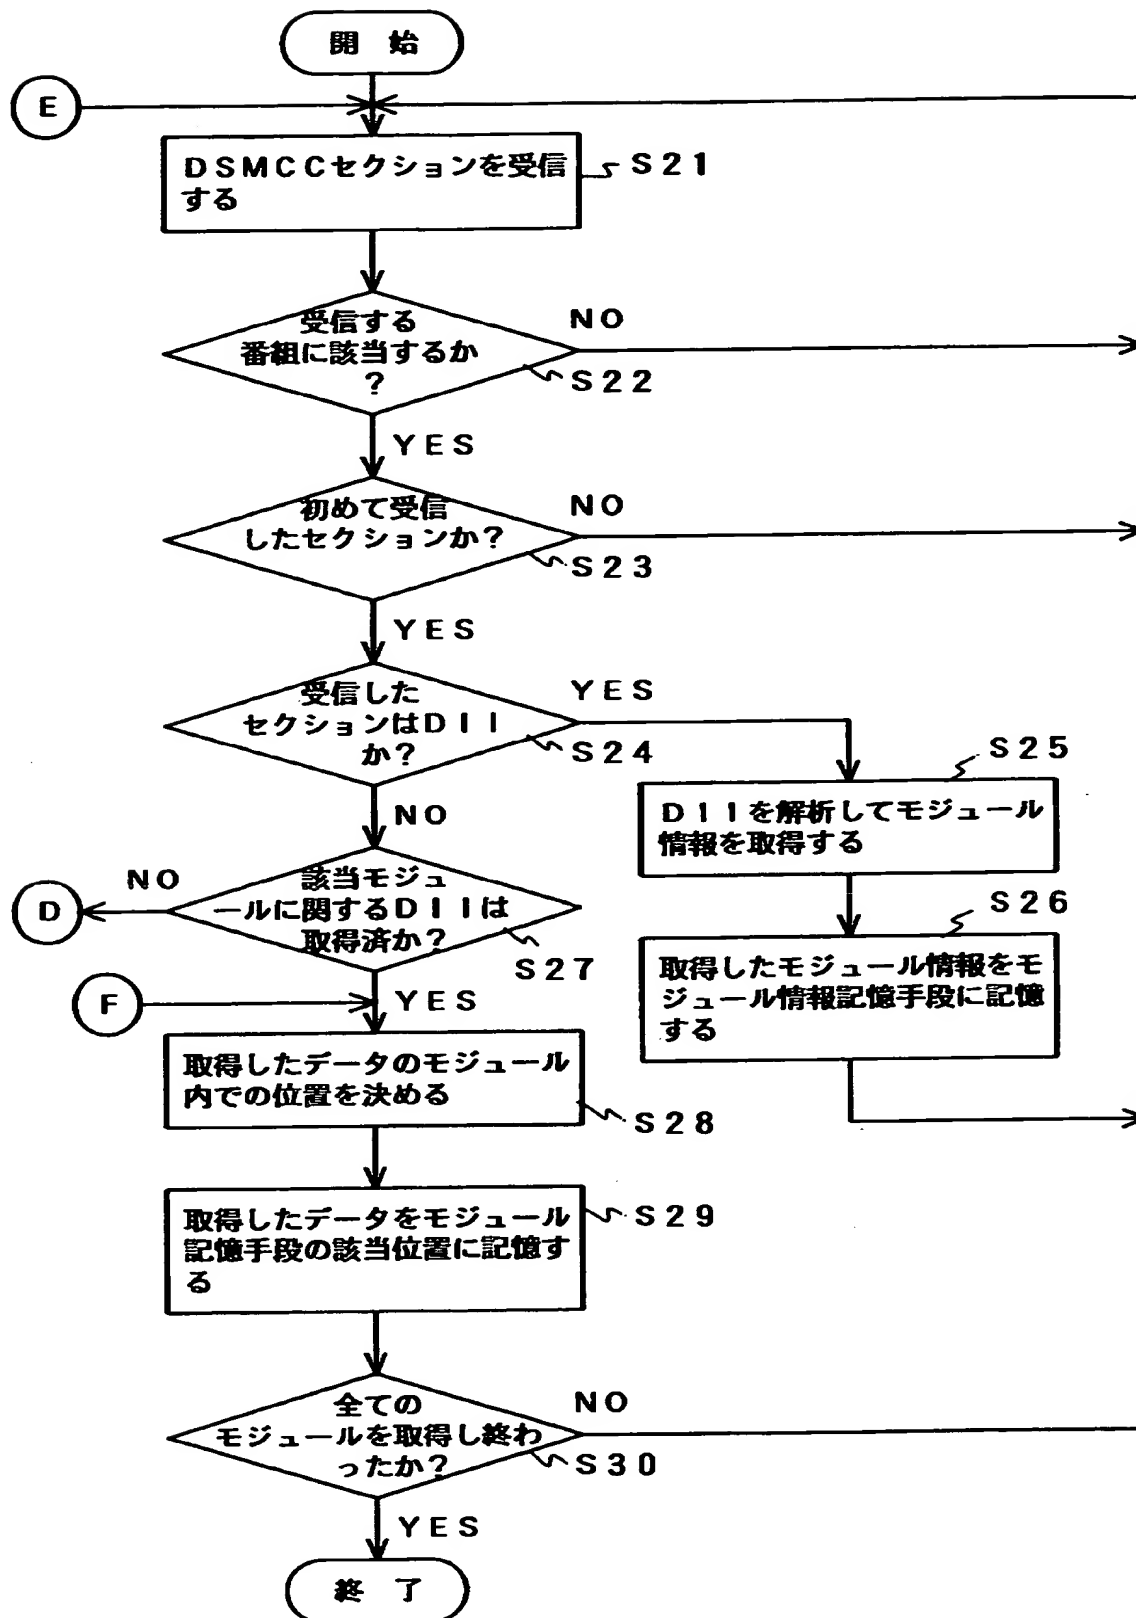 開 始
E
DSMCCセクションを受信
する
S21
受信する
番組に該当するか
?
NO
S22
YES
初めて受信
したセクションか?
NO
S23
YES
受信した
セクションはDII
か?
YES
S24
S25
DIIを解析してモジュール
情報を取得する
NO
S26
取得したモジュール情報をモ
ジュール情報記憶手段に記憶
する
NO
D
該当モジュ
ールに関するDIIは
取得済か?
S27
YES
F
取得したデータのモジュール
内での位置を決める
S28
取得したデータをモジュール
記憶手段の該当位置に記憶す
る
S29
全ての
モジュールを取得し終わ
ったか?
NO
S30
YES
終 了